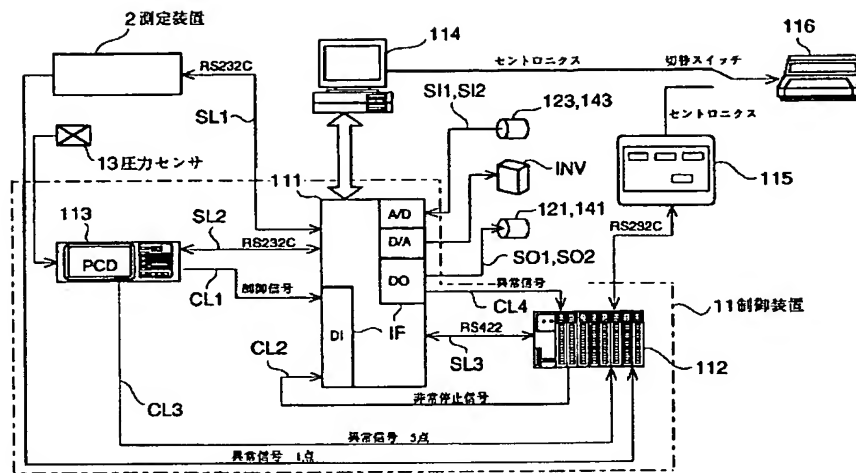 2 測定装置
RS232C
114
セントロニクス
切替スイッチ
116
SL1
SI1,SI2
123,143
セントロニクス
13圧力センサ
INV
111
115
A/D
113
SL2
D/A
121,141
RS232C
PCD
DO
SO1,SO2
RS292C
CL1
制御信号
異常信号
CL4
11制御装置
DI
IF
RS422
CL2
SL3
112
CL3
非常停止信号
異常信号 5点
異常信号 1点